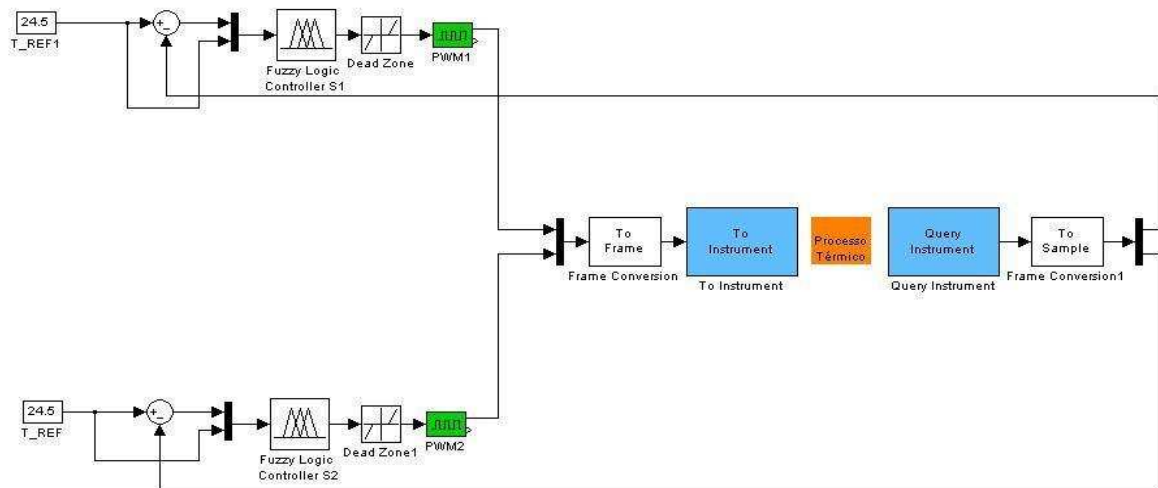 24.5
T_REF1
+
-
Fuzzy Logic
Controller S1
Dead Zone
PWM1
To
Frame
Frame Conversion
To
Instrument
To Instrument
Processo
Térmico
Query
Instrument
Query Instrument
To
Sample
Frame Conversion1
24.5
T_REF
+
-
Fuzzy Logic
Controller S2
Dead Zone1
PWM2